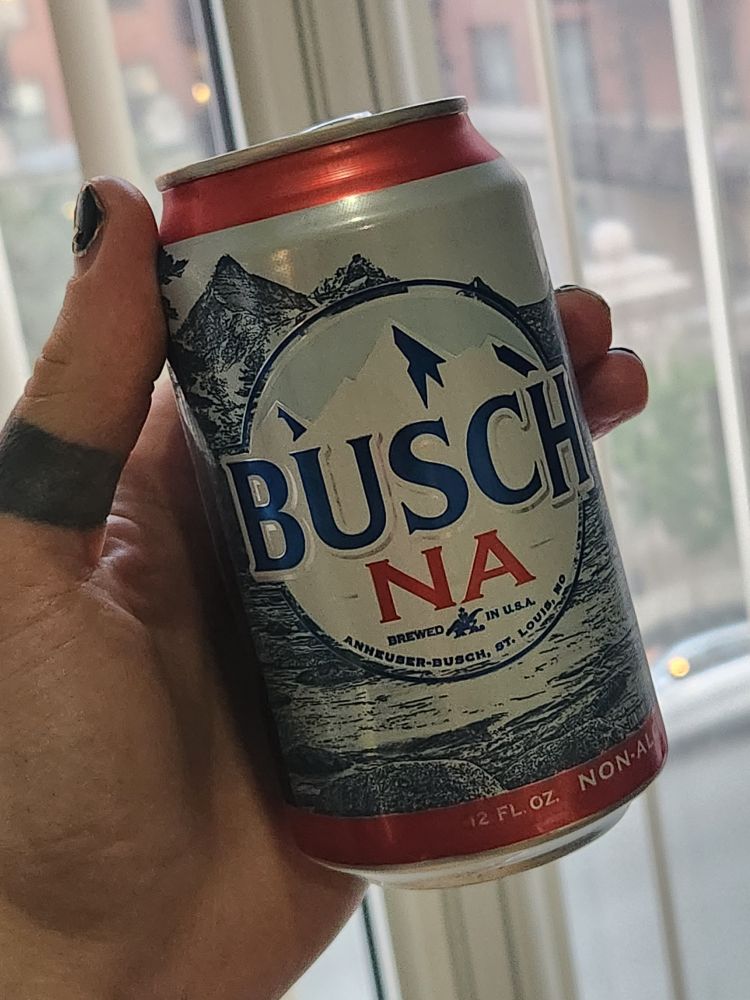 BUSCH
NA
BREWED IN U.S.A.
ANHEUSER-BUSCH, ST. LOUIS, MO
12 FL. OZ. NON-AL